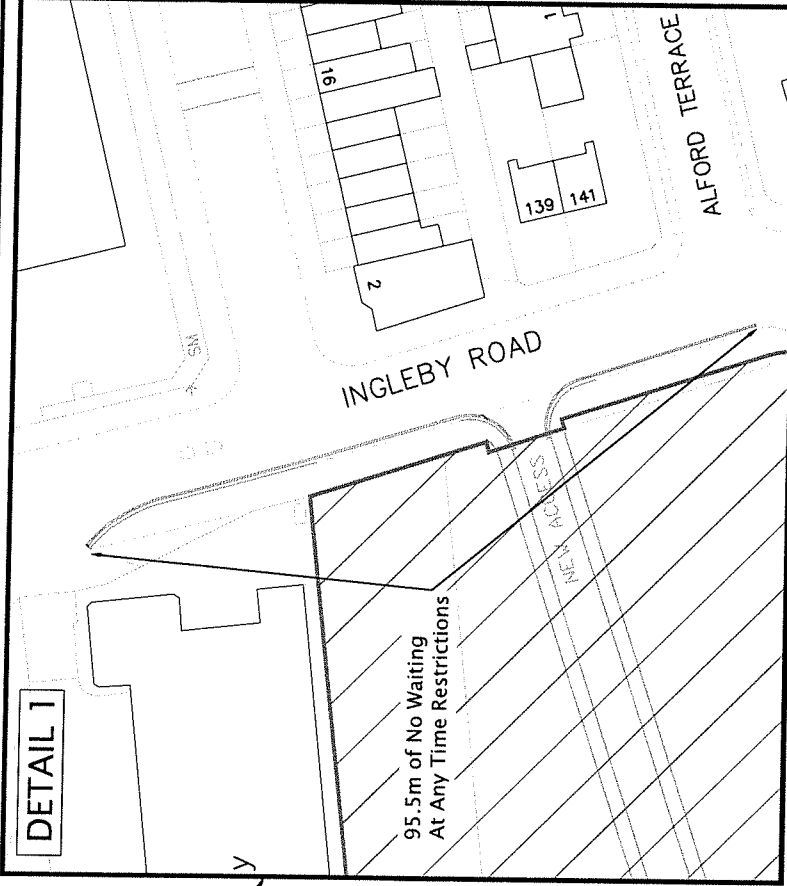 DETAIL 1
16
1
2
139
141
ALFORD TERRACE
SM
INGLEBY ROAD
NEW ACCESS
95.5m of No Waiting
At Any Time Restrictions
y